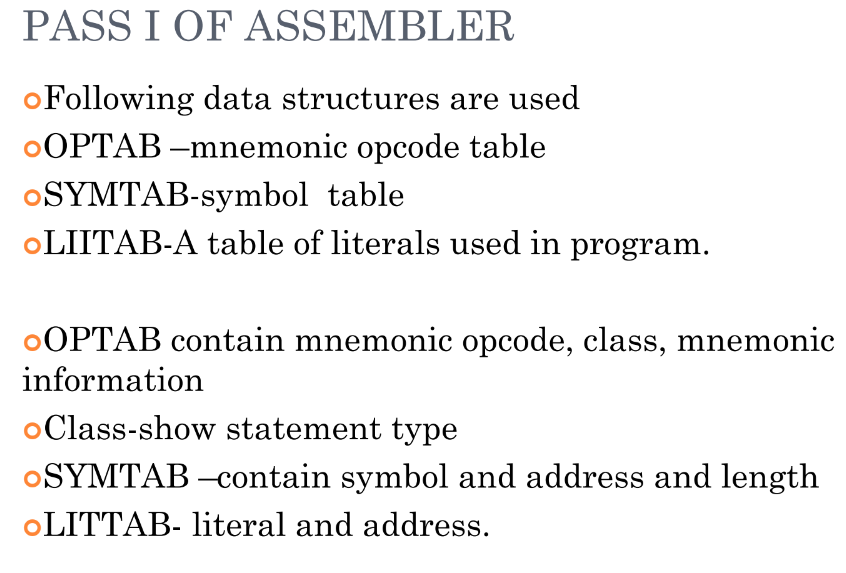 PASS I OF ASSEMBLER
Following data structures are used
OPTAB –mnemonic opcode table
SYMTAB-symbol  table
LIITAB-A table of literals used in program.
OPTAB contain mnemonic opcode, class, mnemonic
information
Class-show statement type
SYMTAB –contain symbol and address and length
LITTAB- literal and address.